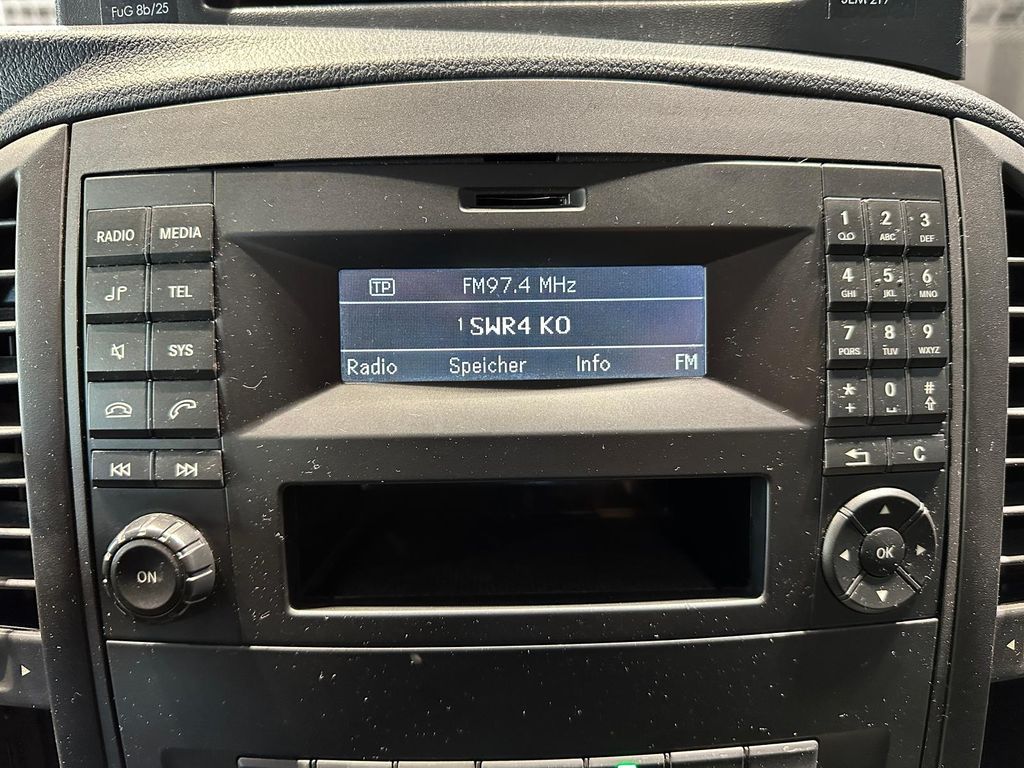 FuG 8b/25
RADIO MEDIA
TEL
SYS
ON
TP FM97.4 MHz
1 SWR4 KO
Radio Speicher Info FM
1 2 ABC 3 DEF
4 GHI 5 JKL 6 MNO
7 PQRS 8 TUV 9 WXYZ
* + 0 #
C
OK